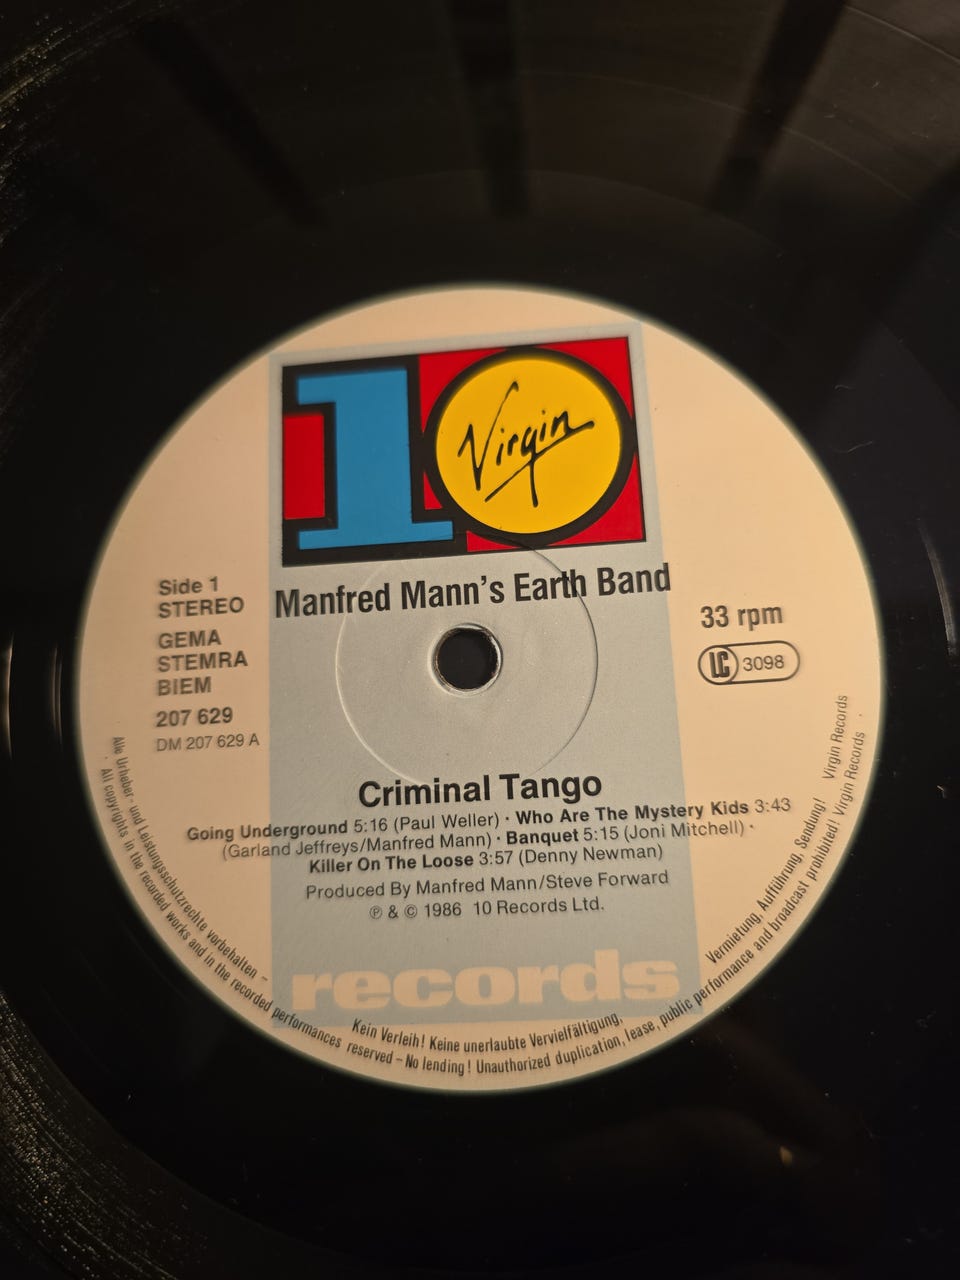 10
Virgin
Manfred Mann's Earth Band
Side 1
STEREO
GEMA
STEMRA
BIEM
207 629
DM 207 629 A
33 rpm
LC 3098
Criminal Tango
Going Underground 5:16 (Paul Weller) · Who Are The Mystery Kids 3:43
(Garland Jeffreys/Manfred Mann) · Banquet 5:15 (Joni Mitchell) ·
Killer On The Loose 3:57 (Denny Newman)
Produced By Manfred Mann/Steve Forward
℗ & © 1986 10 Records Ltd.
records
Alle Urheber- und Leistungsschutzrechte vorbehalten – Kein Verleih! Keine unerlaubte Vervielfältigung, Vermietung, Aufführung, Sendung! Virgin Records
· All copyrights in the recorded works and in the recorded performances reserved – No lending! Unauthorized duplication, lease, public performance and broadcast prohibited! Virgin Records ·